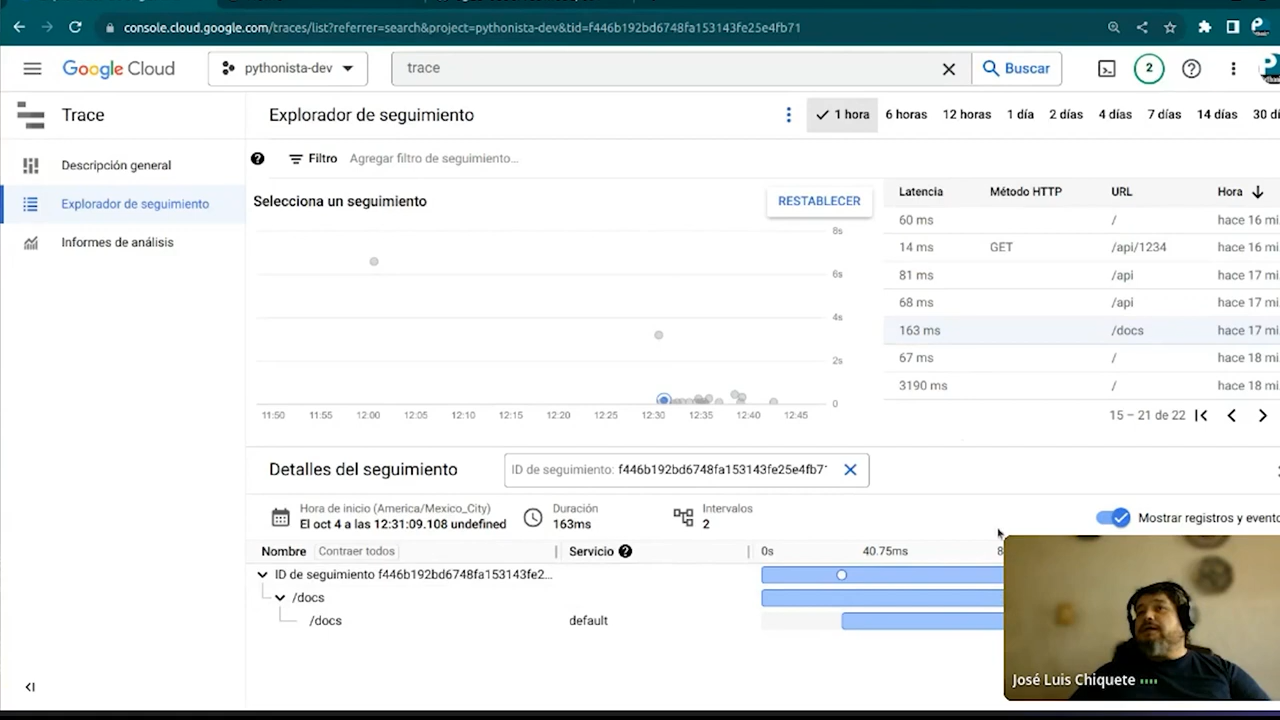 console.cloud.google.com/traces/list?referrer=search&project=pythonista-dev&tid=f446b192bd6748fa153143fe25e4fb71
Google Cloud
pythonista-dev
trace
Buscar
2
Trace
Explorador de seguimiento
1 hora
6 horas
12 horas
1 día
2 días
4 días
7 días
14 días
30 dí
Descripción general
Explorador de seguimiento
Informes de análisis
Filtro
Agregar filtro de seguimiento...
Selecciona un seguimiento
RESTABLECER
8s
6s
4s
2s
0
11:50 11:55 12:00 12:05 12:10 12:15 12:20 12:25 12:30 12:35 12:40 12:45
Latencia Método HTTP URL Hora
60 ms / hace 16 mi
14 ms GET /api/1234 hace 16 mi
81 ms /api hace 17 mi
68 ms /api hace 17 mi
163 ms /docs hace 17 mi
67 ms / hace 18 mi
3190 ms / hace 18 mi
15 – 21 de 22
Detalles del seguimiento
ID de seguimiento: f446b192bd6748fa153143fe25e4fb7
Hora de inicio (America/Mexico_City)
El oct 4 a las 12:31:09.108 undefined
Duración
163ms
Intervalos
2
Mostrar registros y evento
Nombre Contraer todos Servicio 0s 40.75ms 8
ID de seguimiento f446b192bd6748fa153143fe2...
/docs
/docs default
José Luis Chiquete